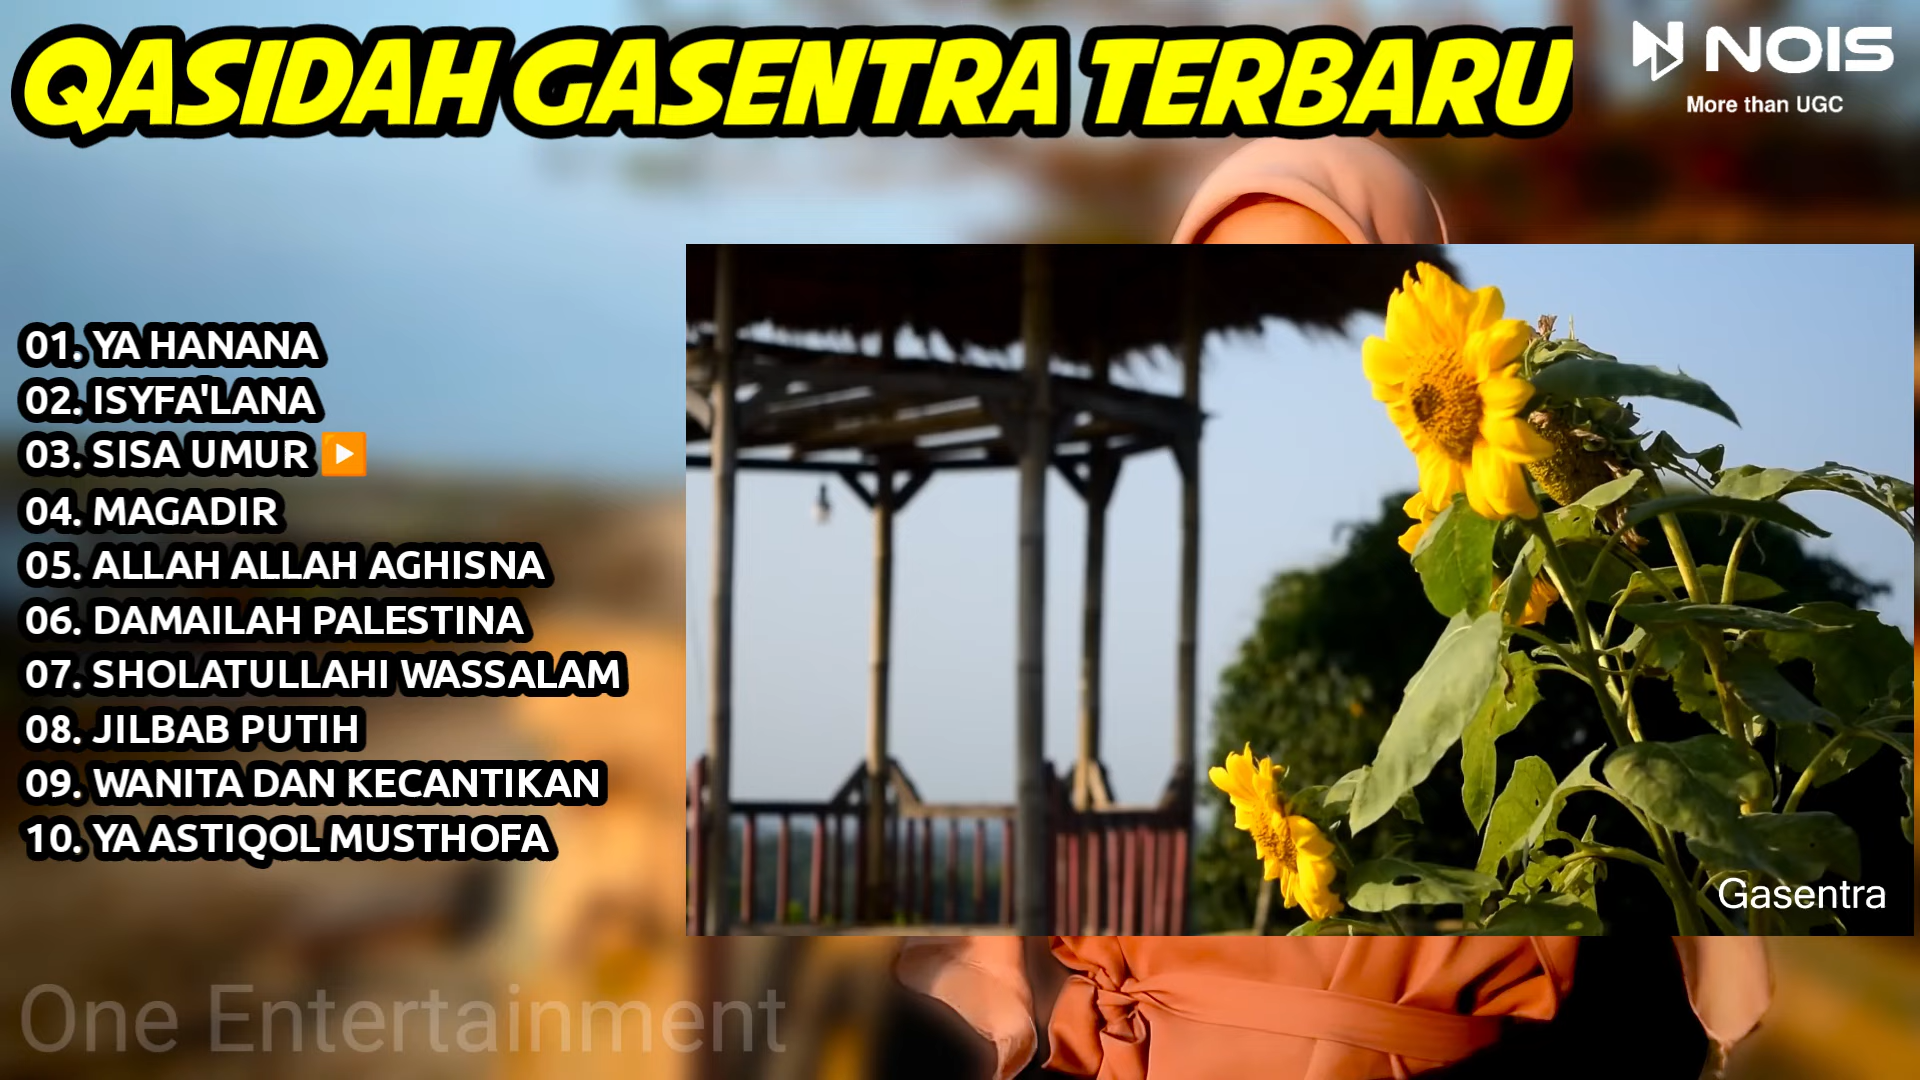 QASIDAH GASENTRA TERBARU
NOIS
More than UGC
01. YA HANANA
02. ISYFA'LANA
03. SISA UMUR ▶️
04. MAGADIR
05. ALLAH ALLAH AGHISNA
06. DAMAILAH PALESTINA
07. SHOLATULLAHI WASSALAM
08. JILBAB PUTIH
09. WANITA DAN KECANTIKAN
10. YA ASTIQOL MUSTHOFA
Gasentra
One Entertainment